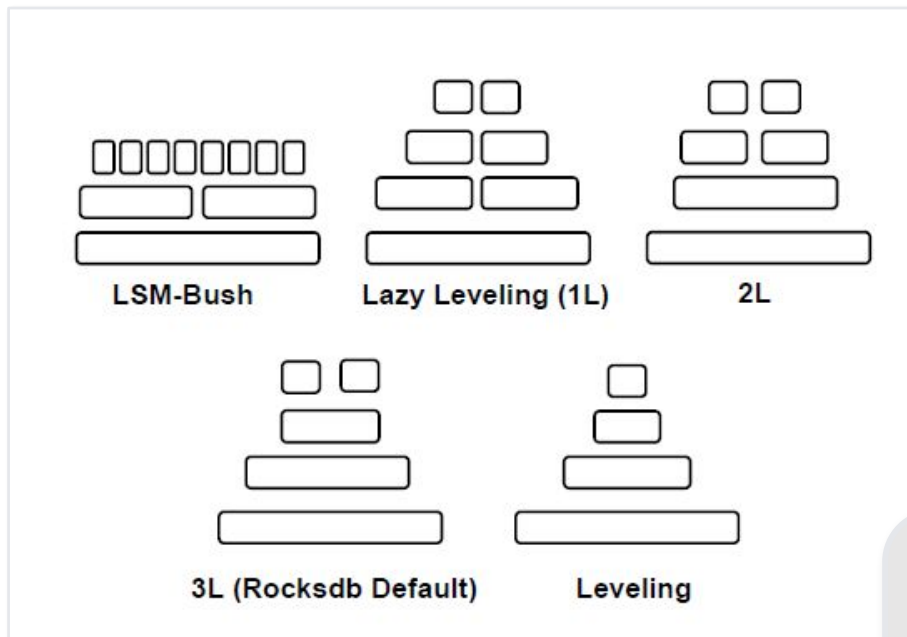 LSM-Bush
Lazy Leveling (1L)
2L
3L (Rocksdb Default)
Leveling